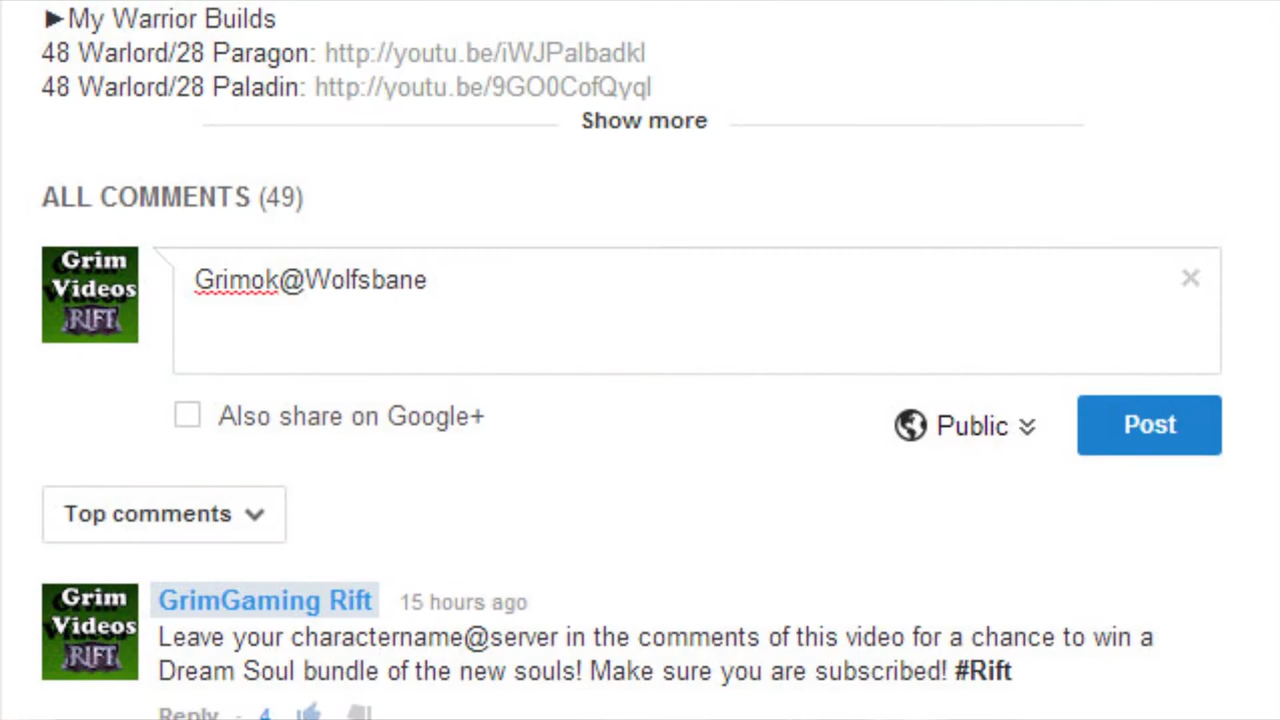 ►My Warrior Builds
48 Warlord/28 Paragon: http://youtu.be/iWJPalbadkl
48 Warlord/28 Paladin: http://youtu.be/9GO0CofQyql
Show more
ALL COMMENTS (49)
Grim
Videos
RIFT
Grimok@Wolfsbane
Also share on Google+
Public
Post
Top comments
Grim
Videos
RIFT
GrimGaming Rift 15 hours ago
Leave your charactername@server in the comments of this video for a chance to win a
Dream Soul bundle of the new souls! Make sure you are subscribed! #Rift
Reply · 4